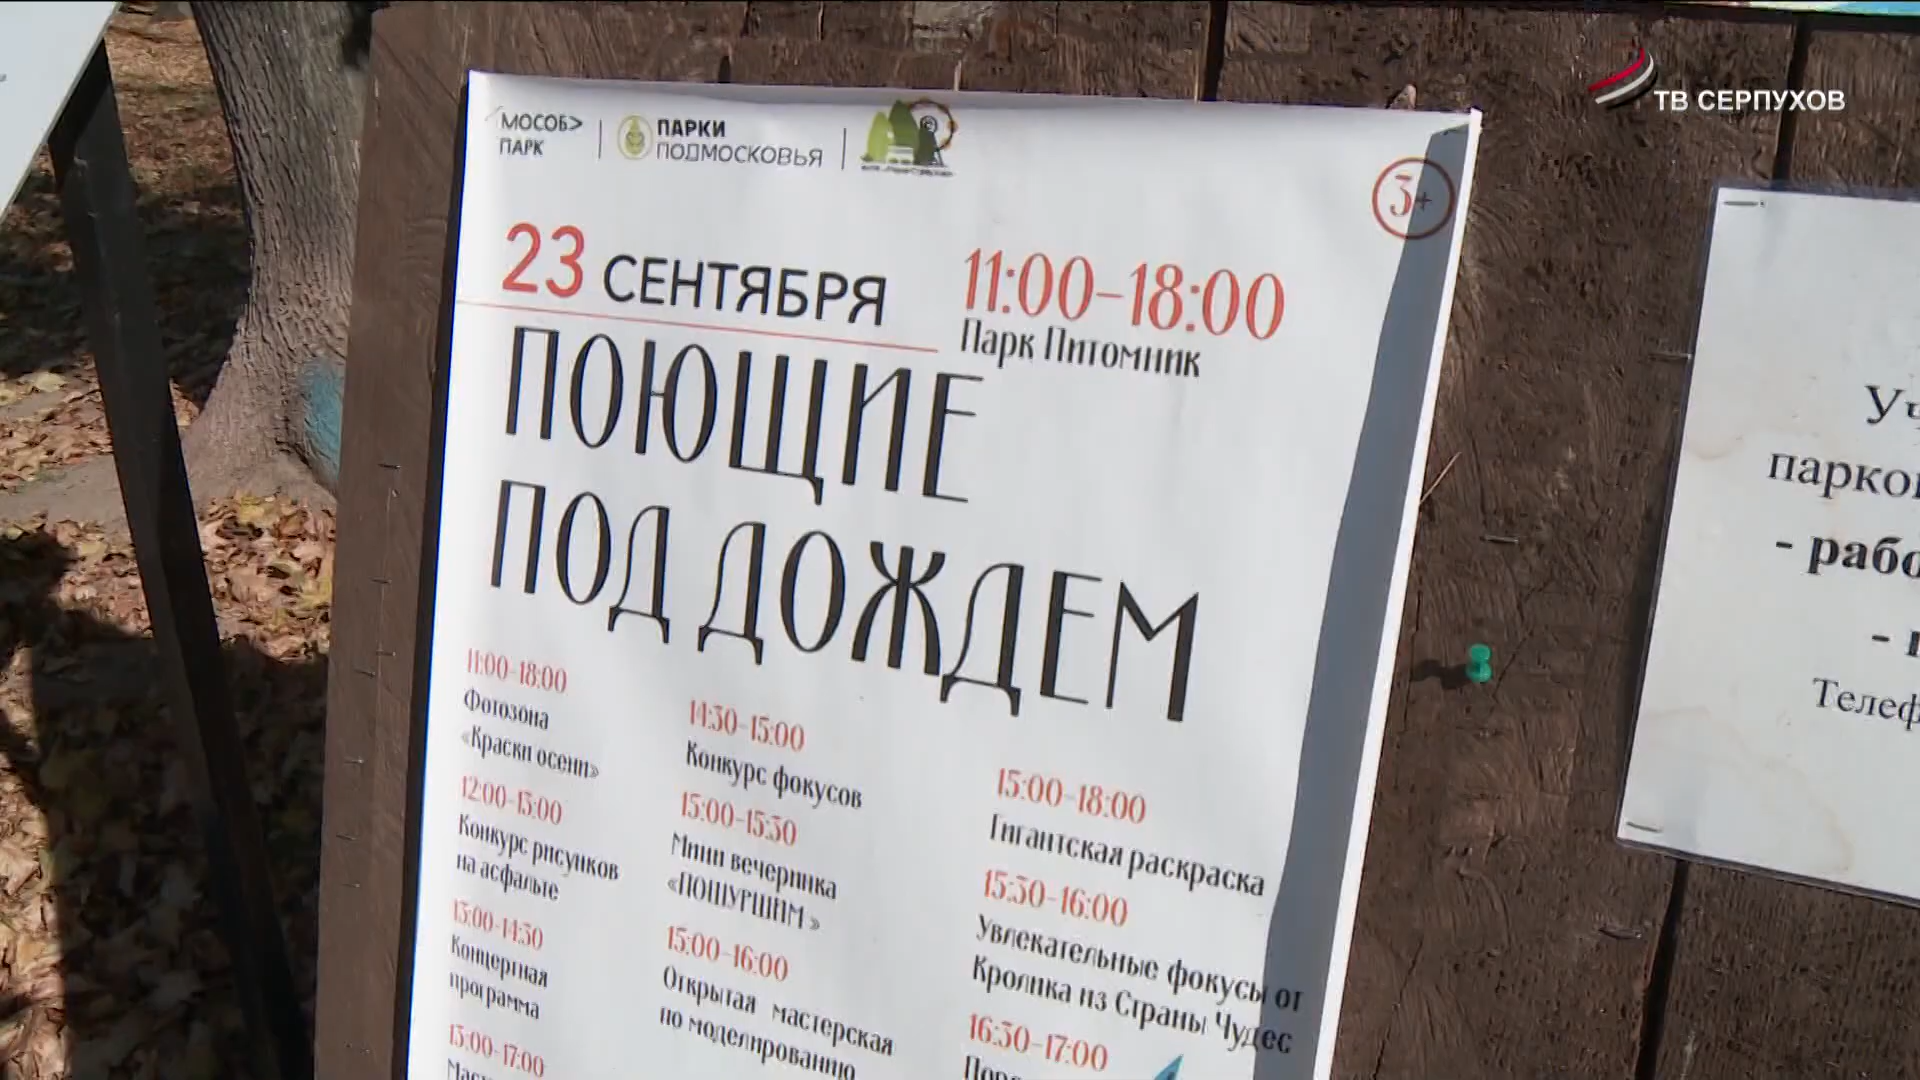 ТВ СЕРПУХОВ
МОСОБ>
ПАРК
ПАРКИ
ПОДМОСКОВЬЯ
3+
23 СЕНТЯБРЯ
11:00-18:00
Парк Питомник
ПОЮЩИЕ
ПОД ДОЖДЕМ
11:00-18:00
Фотозона
«Краски осени»
12:00-13:00
Конкурс рисунков
на асфальте
13:00-14:30
Концертная
программа
13:00-17:00
14:30-15:00
Конкурс фокусов
15:00-15:30
Мини вечеринка
«ПОШУРШИМ»
15:00-16:00
Открытая мастерская
по моделированию
15:00-18:00
Гигантская раскраска
15:30-16:00
Увлекательные фокусы от
Кролика из Страны Чудес
16:30-17:00
парко
- рабо
Телеф